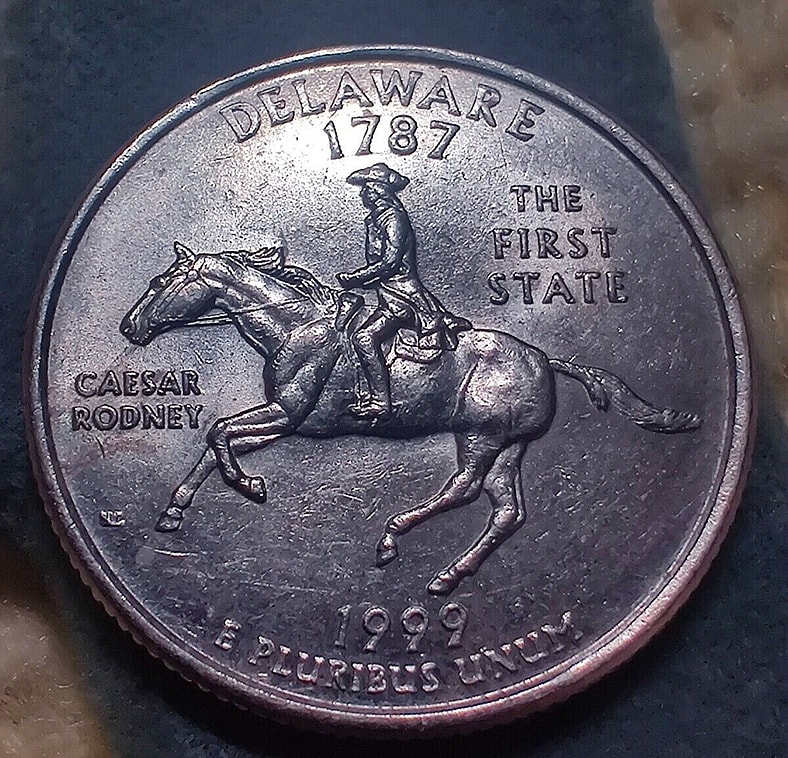 DELAWARE
1787
THE
FIRST
STATE
CAESAR
RODNEY
1999
E PLURIBUS UNUM